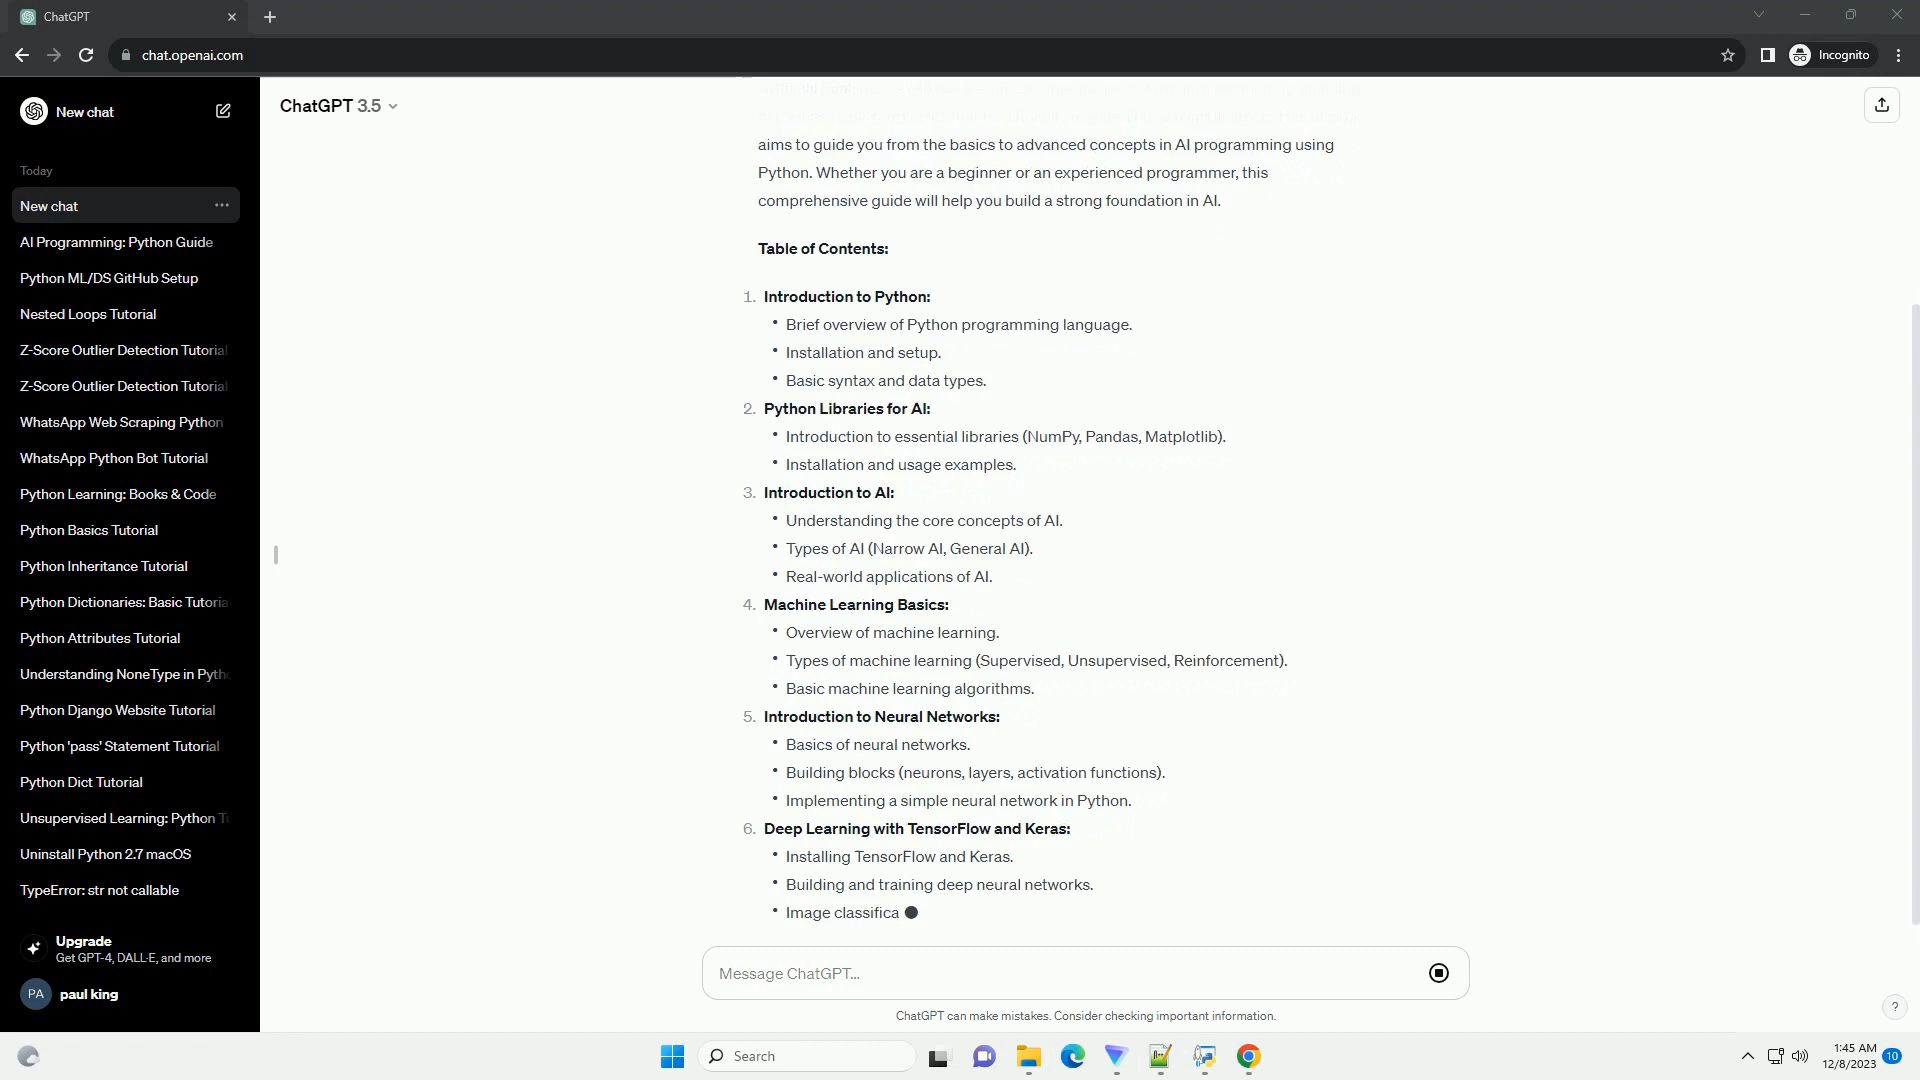 ChatGPT
chat.openai.com
Incognito
New chat
Today
New chat
AI Programming: Python Guide
Python ML/DS GitHub Setup
Nested Loops Tutorial
Z-Score Outlier Detection Tutorial
Z-Score Outlier Detection Tutorial
WhatsApp Web Scraping Python
WhatsApp Python Bot Tutorial
Python Learning: Books & Code
Python Basics Tutorial
Python Inheritance Tutorial
Python Dictionaries: Basic Tutoria
Python Attributes Tutorial
Understanding NoneType in Pyth
Python Django Website Tutorial
Python 'pass' Statement Tutorial
Python Dict Tutorial
Unsupervised Learning: Python T
Uninstall Python 2.7 macOS
TypeError: str not callable
Upgrade
Get GPT-4, DALL·E, and more
PA
paul king
ChatGPT 3.5
aims to guide you from the basics to advanced concepts in AI programming using
Python. Whether you are a beginner or an experienced programmer, this
comprehensive guide will help you build a strong foundation in AI.
Table of Contents:
1. Introduction to Python:
• Brief overview of Python programming language.
• Installation and setup.
• Basic syntax and data types.
2. Python Libraries for AI:
• Introduction to essential libraries (NumPy, Pandas, Matplotlib).
• Installation and usage examples.
3. Introduction to AI:
• Understanding the core concepts of AI.
• Types of AI (Narrow AI, General AI).
• Real-world applications of AI.
4. Machine Learning Basics:
• Overview of machine learning.
• Types of machine learning (Supervised, Unsupervised, Reinforcement).
• Basic machine learning algorithms.
5. Introduction to Neural Networks:
• Basics of neural networks.
• Building blocks (neurons, layers, activation functions).
• Implementing a simple neural network in Python.
6. Deep Learning with TensorFlow and Keras:
• Installing TensorFlow and Keras.
• Building and training deep neural networks.
• Image classifica
Message ChatGPT...
ChatGPT can make mistakes. Consider checking important information.
?
Search
1:45 AM
12/8/2023
10